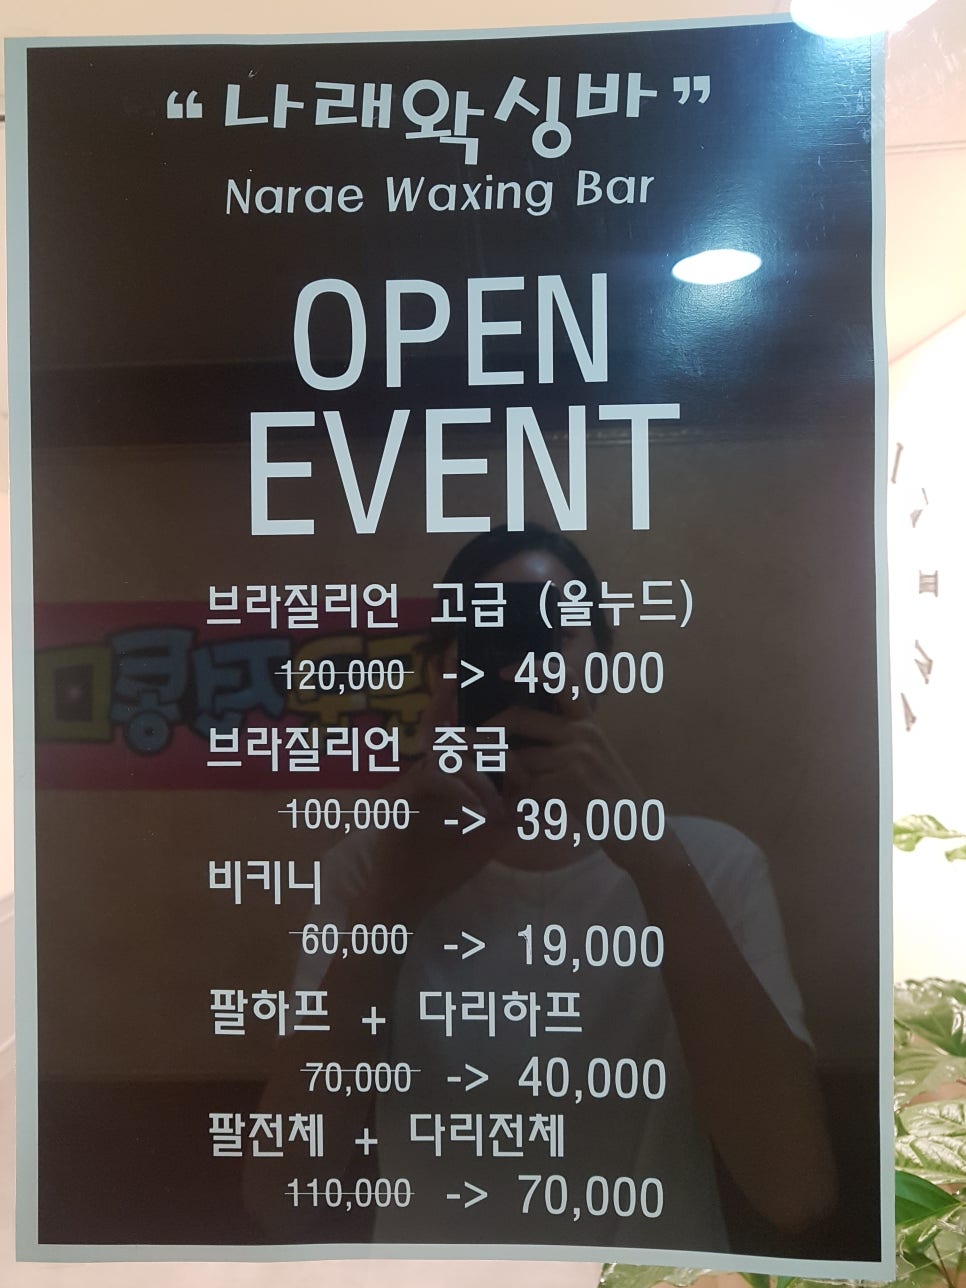 “나래왁싱바”
Narae Waxing Bar
OPEN
EVENT
브라질리언 고급 (올누드)
120,000 -> 49,000
브라질리언 중급
100,000 -> 39,000
비키니
60,000 -> 19,000
팔하프 + 다리하프
70,000 -> 40,000
팔전체 + 다리전체
110,000 -> 70,000